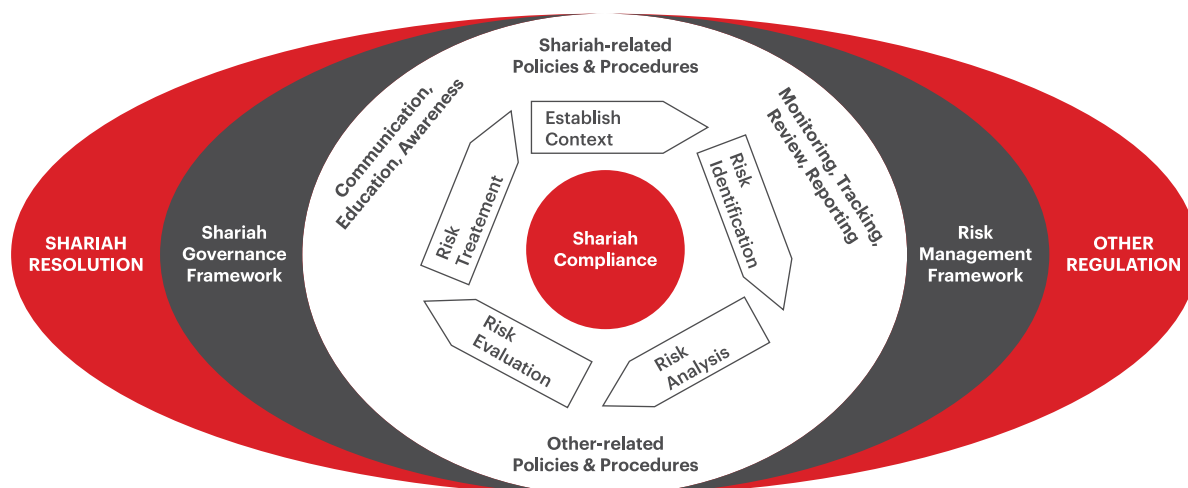 Shariah-related
Policies & Procedures
Communication,
Education, Awareness
Monitoring, Tracking,
Review, Reporting
Establish
Context
Risk
Identification
Risk
Treatement
SHARIAH
RESOLUTION
Shariah
Governance
Framework
Shariah
Compliance
Risk
Management
Framework
OTHER
REGULATION
Risk
Evaluation
Risk
Analysis
Other-related
Policies & Procedures